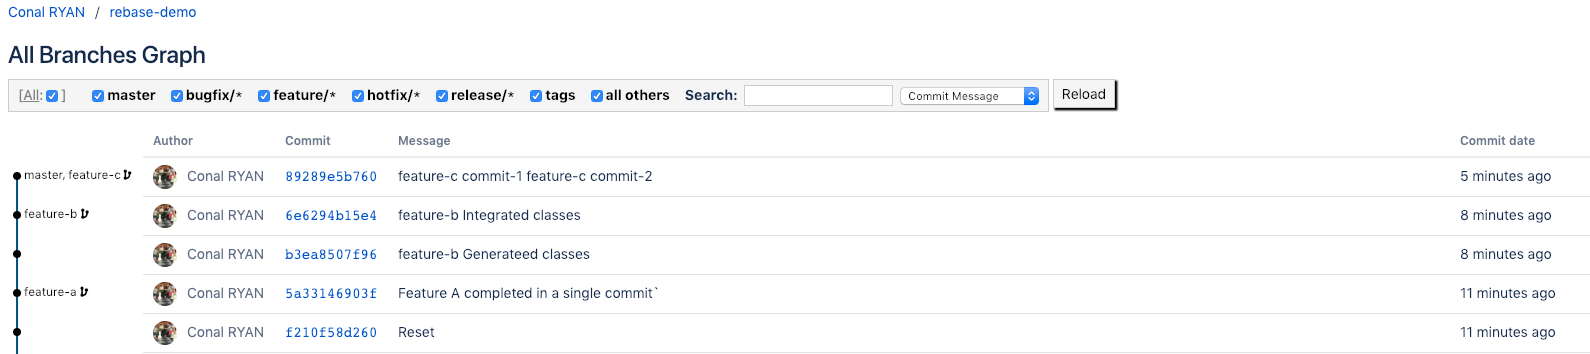 Conal RYAN / rebase-demo
All Branches Graph
[All: ] master bugfix/* feature/* hotfix/* release/* tags all others Search: Commit Message Reload
Author Commit Message Commit date
master, feature-c Conal RYAN 89289e5b760 feature-c commit-1 feature-c commit-2 5 minutes ago
feature-b Conal RYAN 6e6294b15e4 feature-b Integrated classes 8 minutes ago
Conal RYAN b3ea8507f96 feature-b Generateed classes 8 minutes ago
feature-a Conal RYAN 5a33146903f Feature A completed in a single commit` 11 minutes ago
Conal RYAN f210f58d260 Reset 11 minutes ago